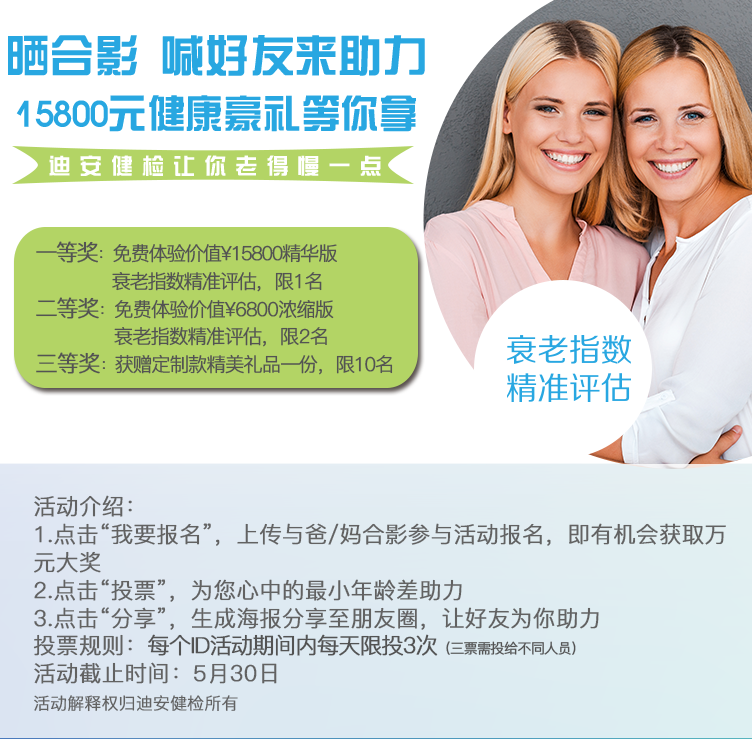 晒合影 喊好友来助力
15800元健康豪礼等你拿
迪安健检让你老得慢一点
一等奖：免费体验价值¥15800精华版
衰老指数精准评估，限1名
二等奖：免费体验价值¥6800浓缩版
衰老指数精准评估，限2名
三等奖：获赠定制款精美礼品一份，限10名
衰老指数
精准评估
活动介绍：
1.点击“我要报名”，上传与爸/妈合影参与活动报名，即有机会获取万
元大奖
2.点击“投票”，为您心中的最小年龄差助力
3.点击“分享”，生成海报分享至朋友圈，让好友为你助力
投票规则：每个ID活动期间内每天限投3次（三票需投给不同人员）
活动截止时间：5月30日
活动解释权归迪安健检所有